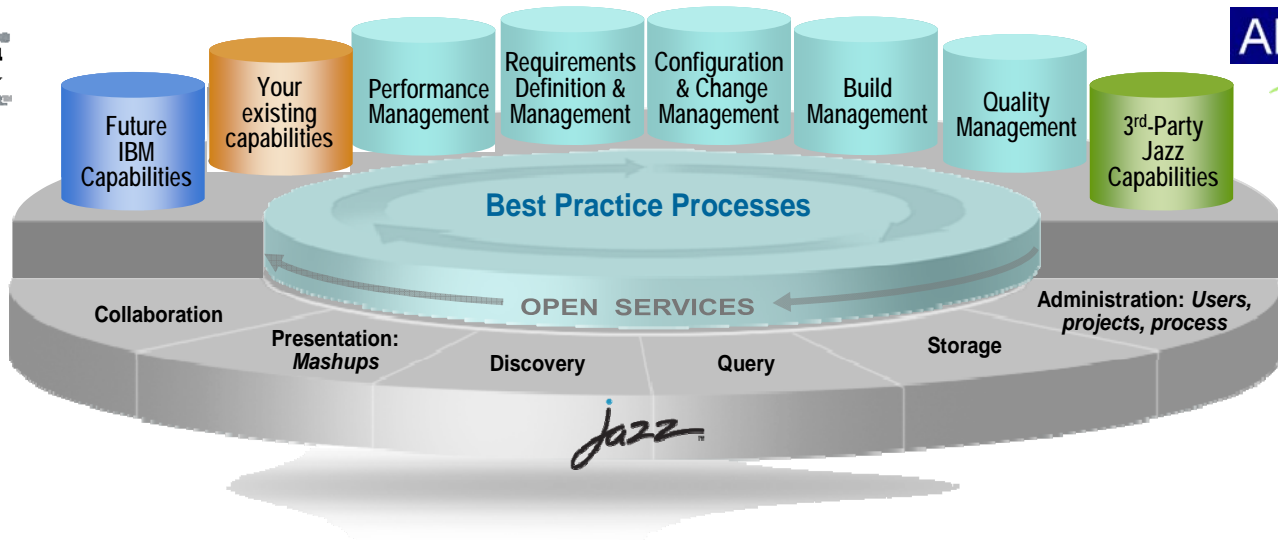 Future
IBM
Capabilities
Your
existing
capabilities
Performance
Management
Requirements
Definition &
Management
Configuration
& Change
Management
Build
Management
Quality
Management
3rd-Party
Jazz
Capabilities
Best Practice Processes
OPEN SERVICES
Collaboration
Presentation:
Mashups
Discovery
Query
Storage
Administration: Users,
projects, process
jazz™